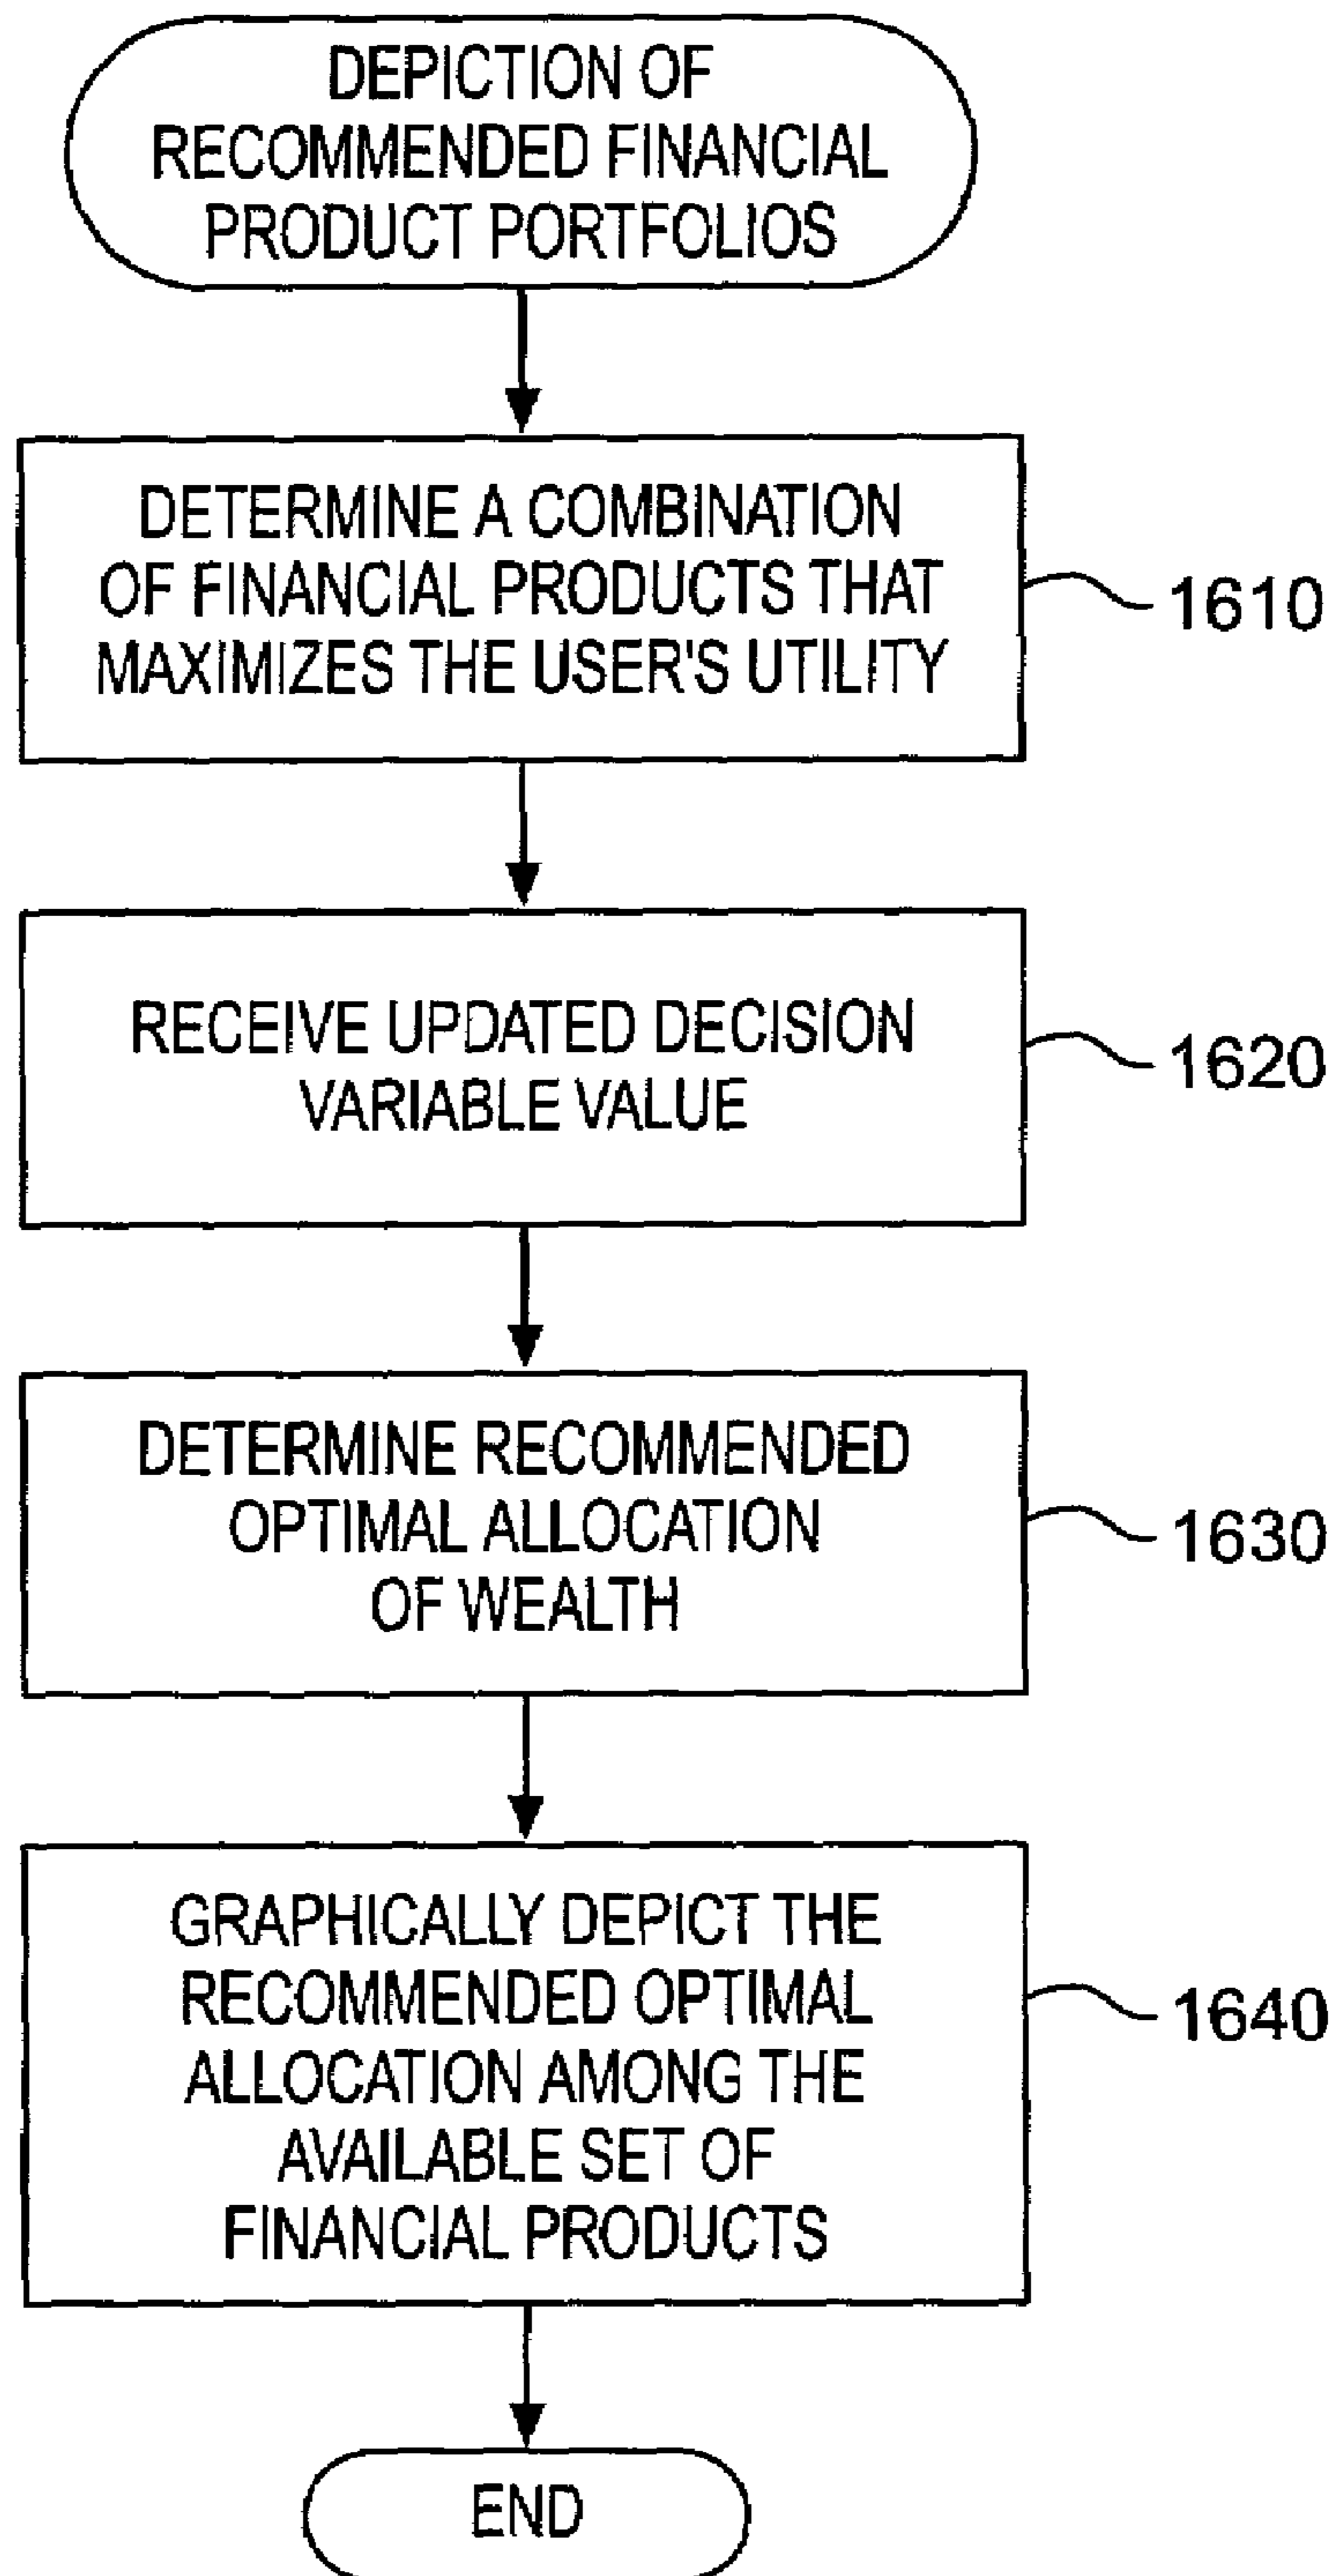 DEPICTION OF
RECOMMENDED FINANCIAL
PRODUCT PORTFOLIOS
DETERMINE A COMBINATION
OF FINANCIAL PRODUCTS THAT
MAXIMIZES THE USER'S UTILITY
1610
RECEIVE UPDATED DECISION
VARIABLE VALUE
1620
DETERMINE RECOMMENDED
OPTIMAL ALLOCATION
OF WEALTH
1630
GRAPHICALLY DEPICT THE
RECOMMENDED OPTIMAL
ALLOCATION AMONG THE
AVAILABLE SET OF
FINANCIAL PRODUCTS
1640
END